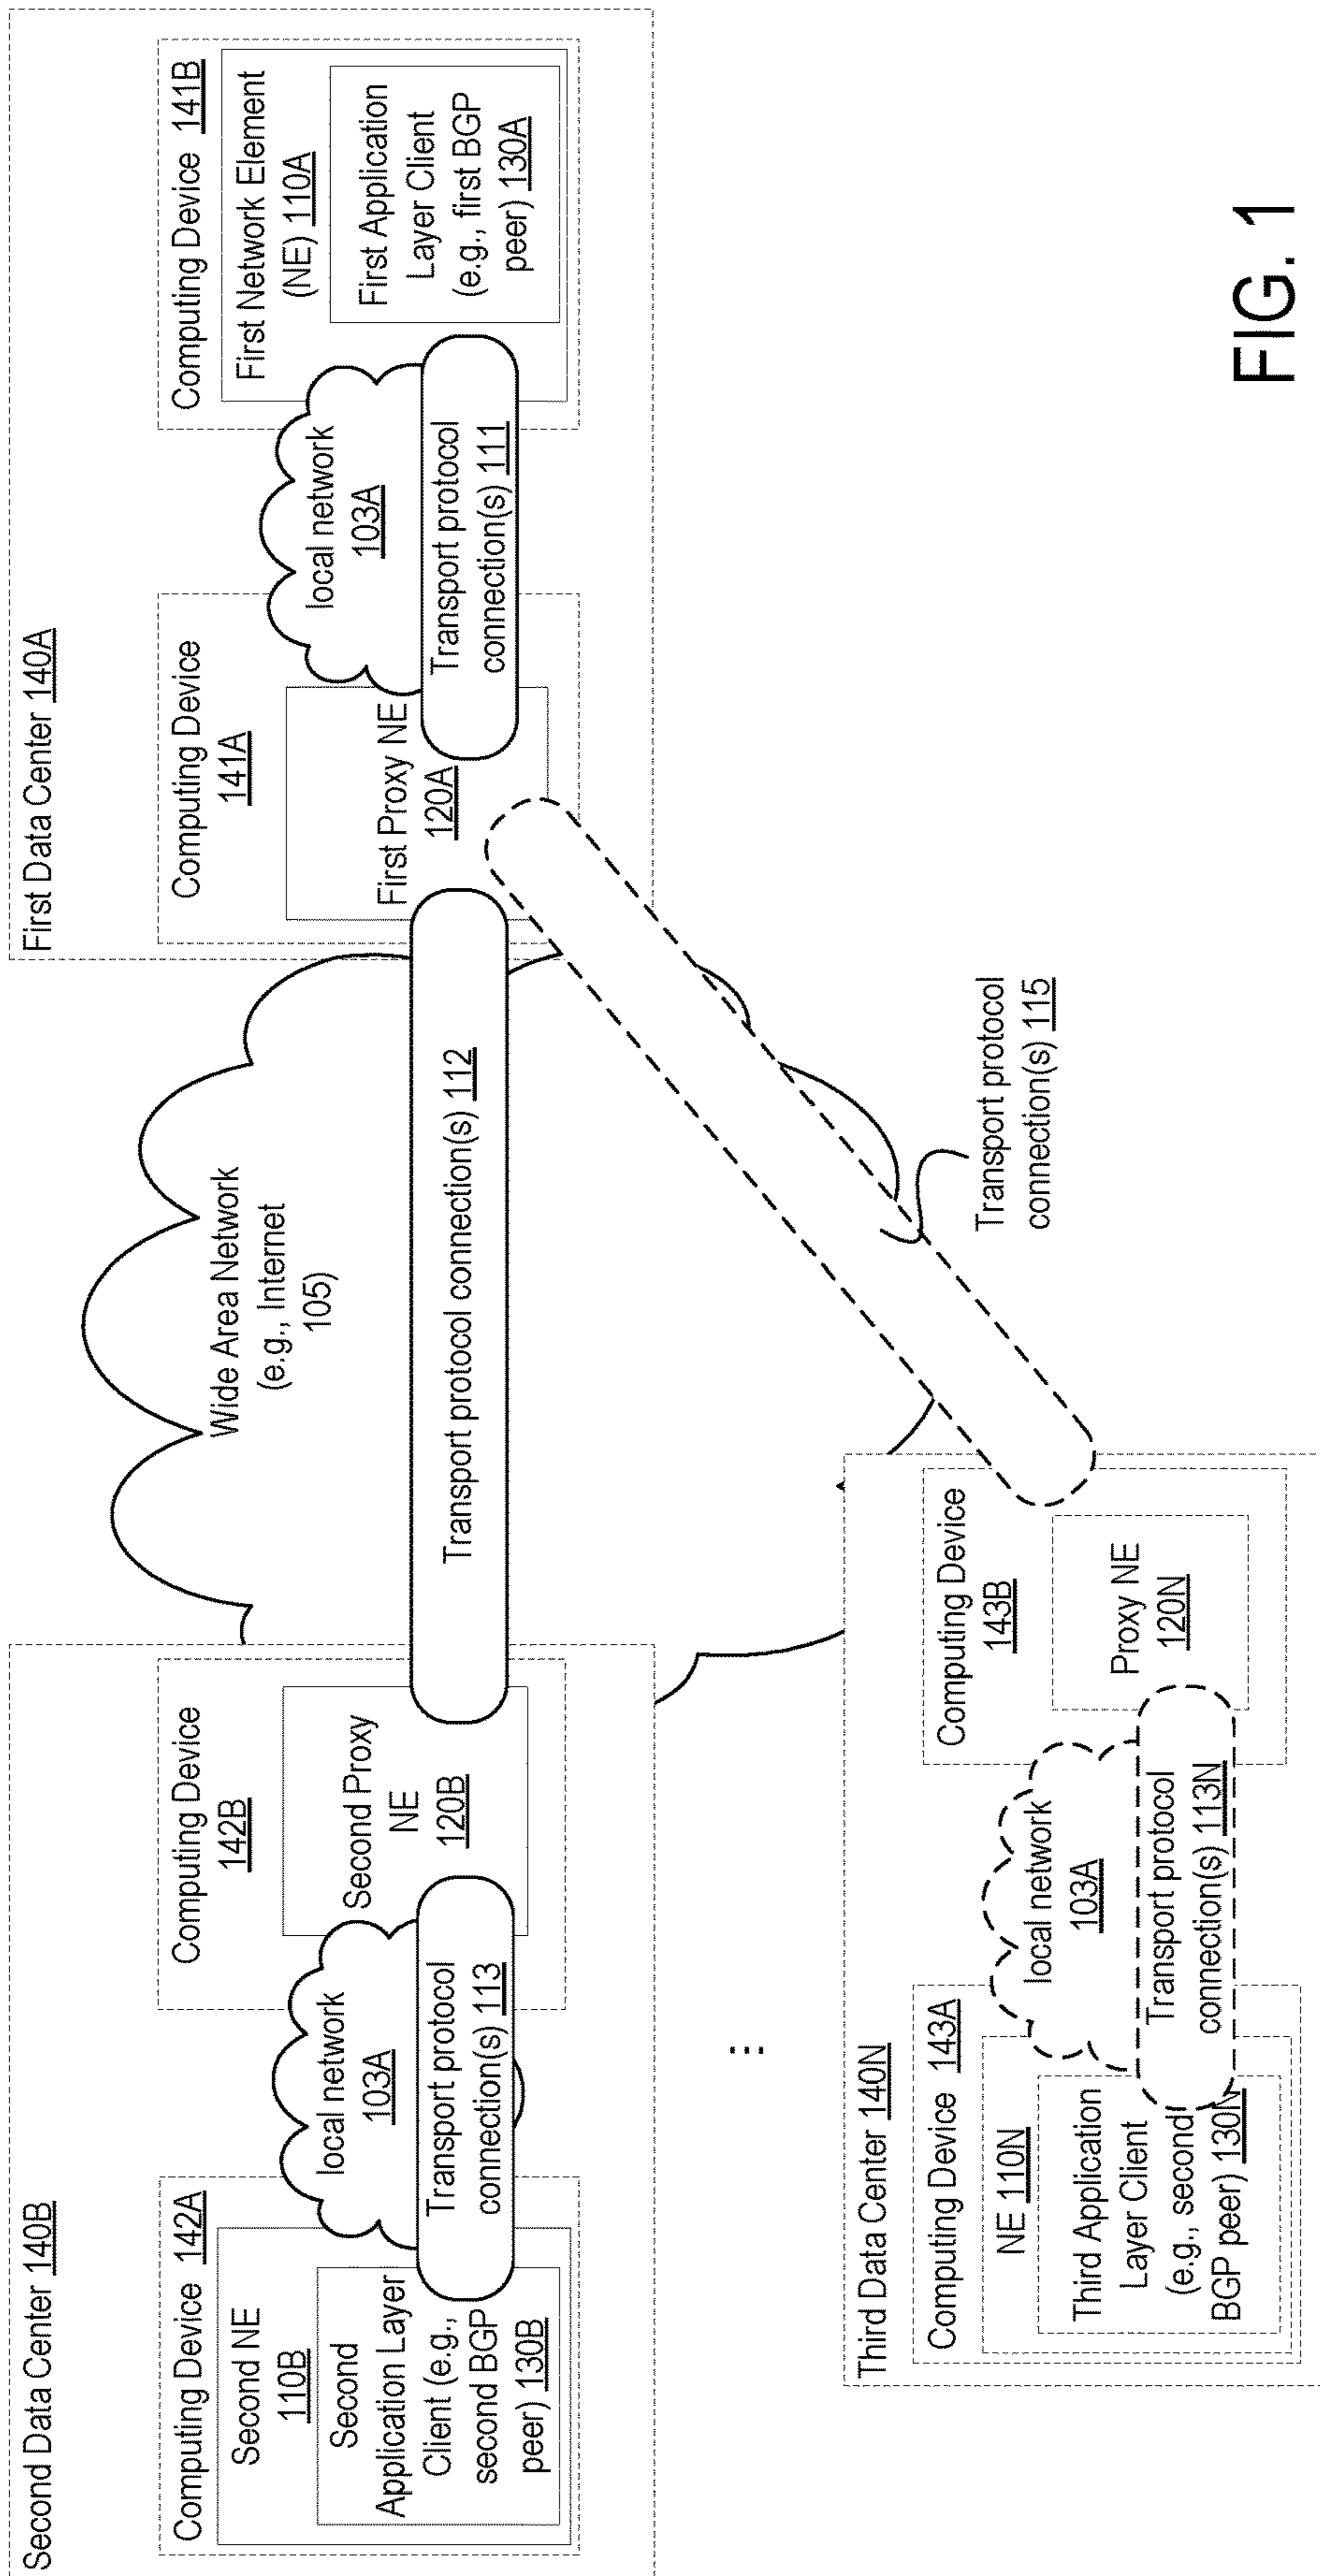 Second Data Center 140B
Computing Device 142A
Second NE
110B
Second
Application Layer
Client (e.g.,
second BGP
peer) 130B
local network
103A
Transport protocol
connection(s) 113
Computing Device
142B
Second Proxy
NE
120B
Wide Area Network
(e.g., Internet
105)
Transport protocol connection(s) 112
First Data Center 140A
Computing Device
141A
First Proxy NE
120A
local network
103A
Transport protocol
connection(s) 111
Computing Device 141B
First Network Element
(NE) 110A
First Application
Layer Client
(e.g., first BGP
peer) 130A
...
Third Data Center 140N
Computing Device 143A
NE 110N
Third Application
Layer Client
(e.g., second
BGP peer) 130N
local network
103A
Transport protocol
connection(s) 113N
Computing Device
143B
Proxy NE
120N
Transport protocol
connection(s) 115
FIG. 1